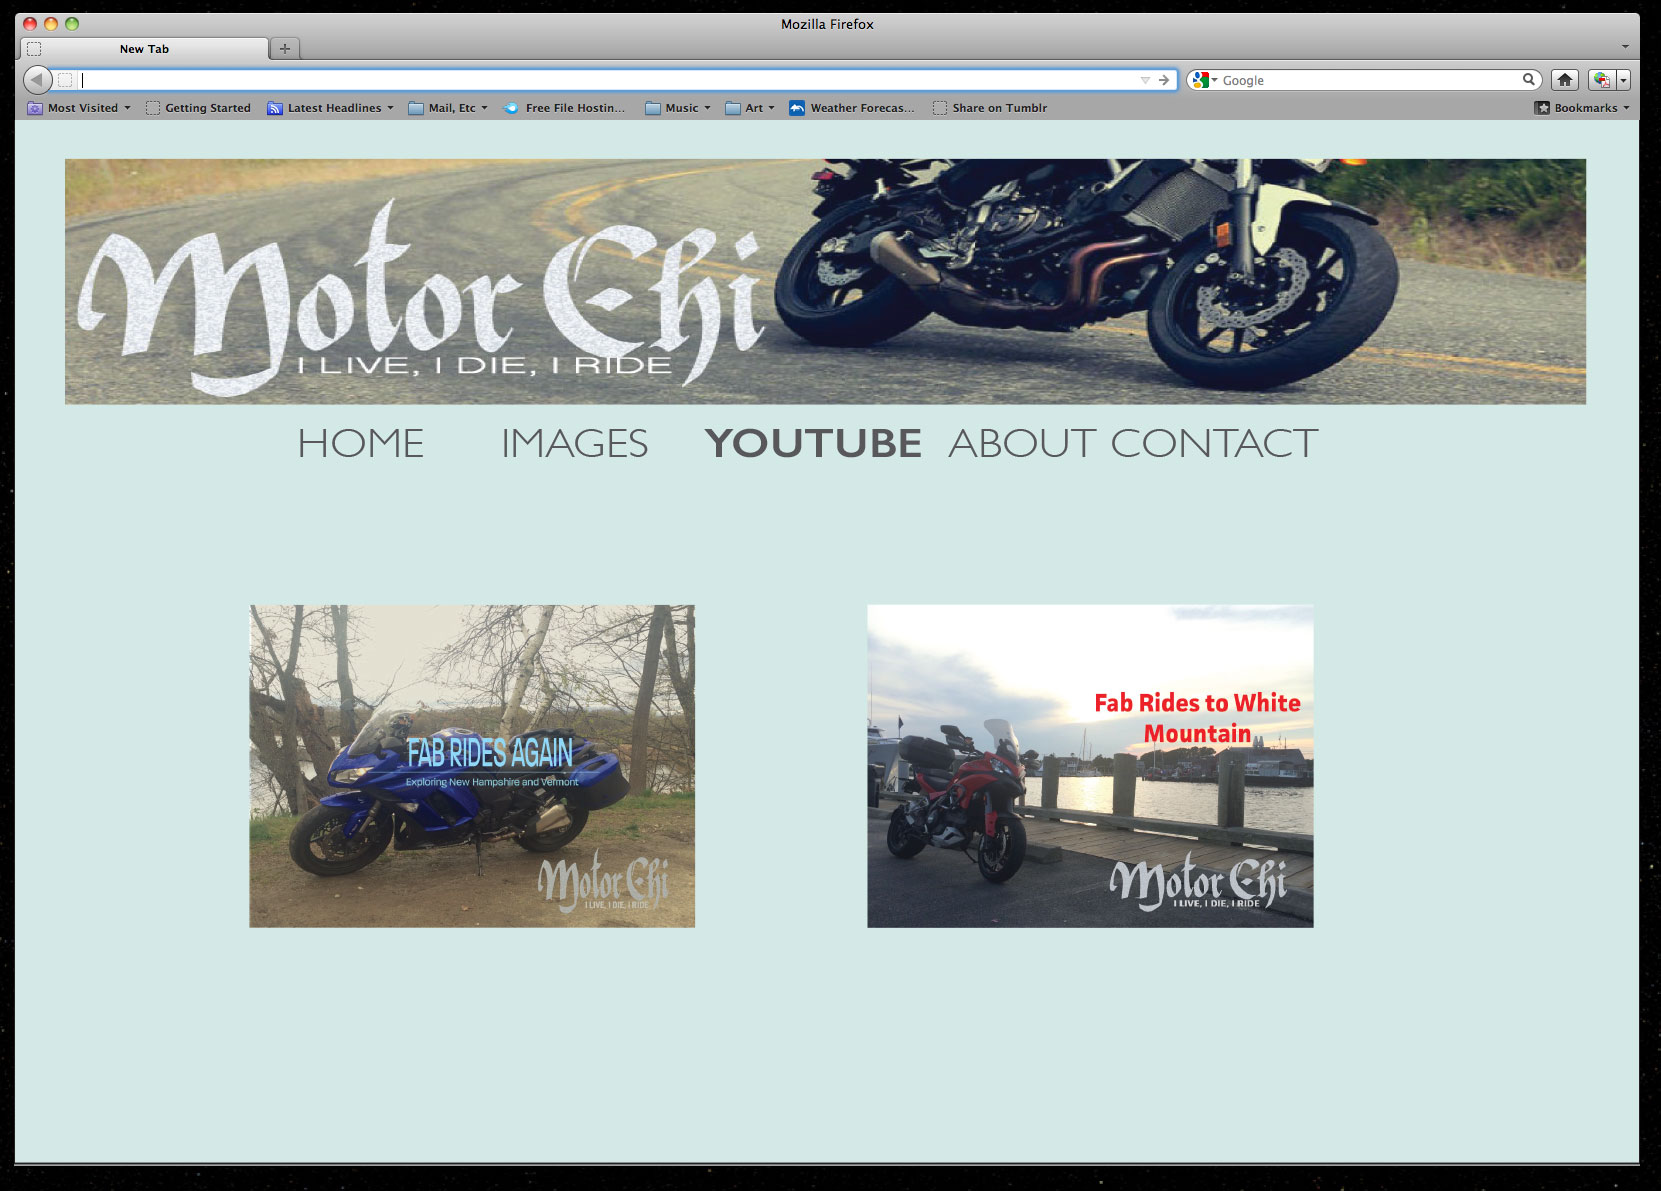 Mozilla Firefox
New Tab
Google
Most Visited Getting Started Latest Headlines Mail, Etc Free File Hostin... Music Art Weather Forecas... Share on Tumblr Bookmarks
Motor Chi
I LIVE, I DIE, I RIDE
HOME IMAGES YOUTUBE ABOUT CONTACT
FAB RIDES AGAIN
Exploring New Hampshire and Vermont
Motor Chi
I LIVE, I DIE, I RIDE
Fab Rides to White
Mountain
Motor Chi
I LIVE, I DIE, I RIDE